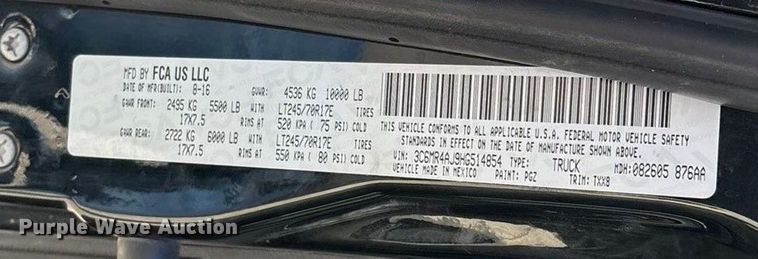 MFD BY FCA US LLC
DATE OF MFR(BUILT): 8-16 GVWR: 4536 KG 10000 LB
GAWR FRONT: 2495 KG 5500 LB WITH LT245/70R17E TIRES
17X7.5 RIMS AT 520 KPA ( 75 PSI) COLD
GAWR REAR: 2722 KG 6000 LB WITH LT245/70R17E TIRES
17X7.5 RIMS AT 550 KPA ( 80 PSI) COLD
THIS VEHICLE CONFORMS TO ALL APPLICABLE U.S.A. FEDERAL MOTOR VEHICLE SAFETY
STANDARDS IN EFFECT ON THE DATE OF MANUFACTURE SHOWN ABOVE.
VIN: 3C6MR4AJ9HG514854 TYPE: TRUCK MDH: 082605 876AA
VEHICLE MADE IN MEXICO PAINT: PGZ TRIM: TXX8
Purple Wave Auction